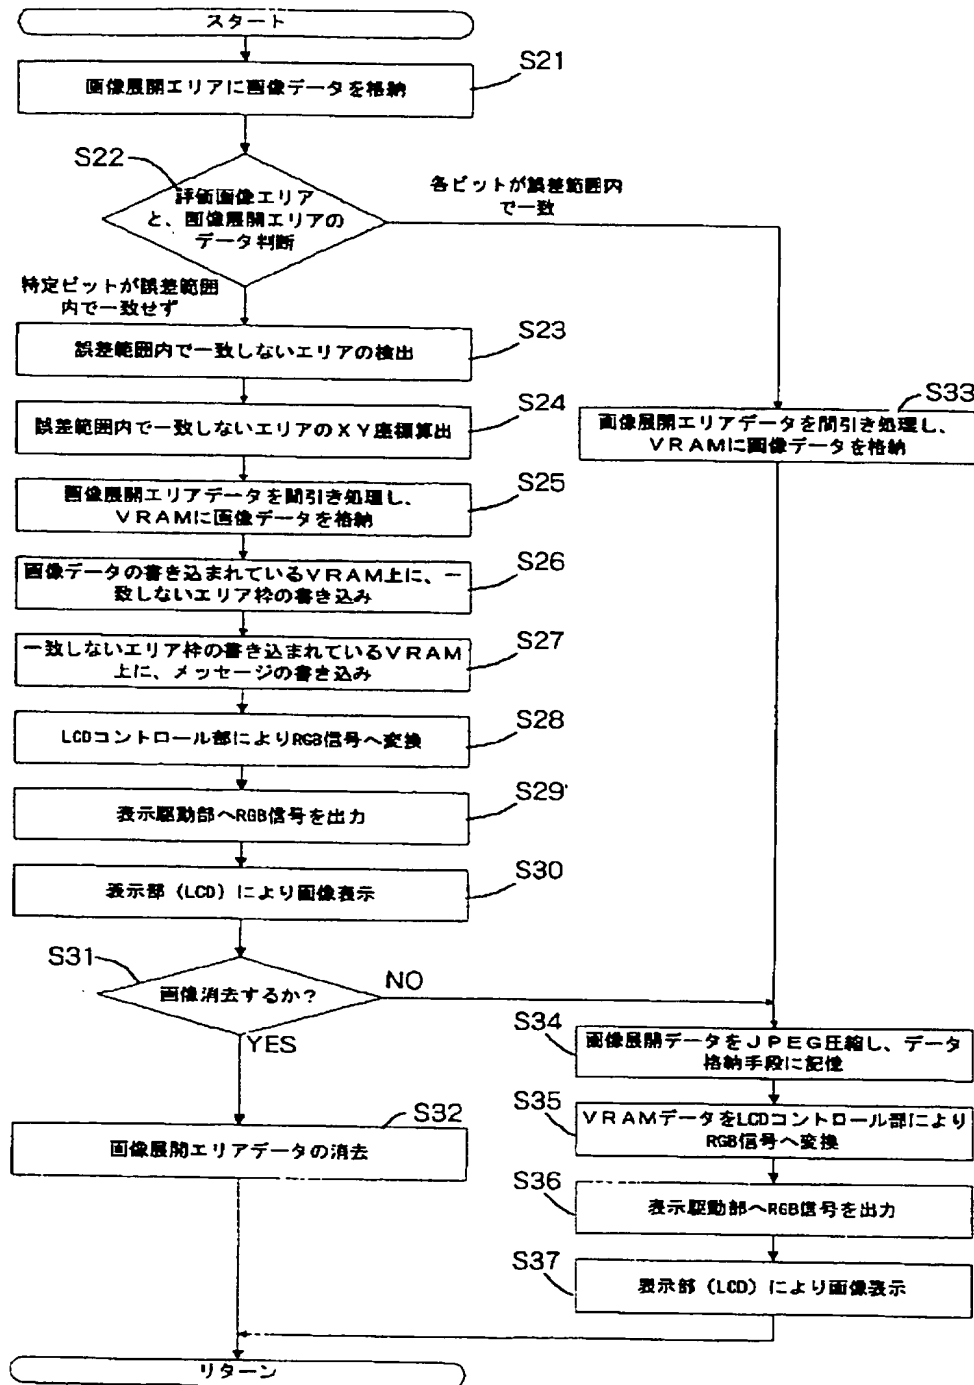 スタート
S21
画像展開エリアに画像データを格納
S22
評価画像エリア
と、画像展開エリアの
データ判断
各ビットが誤差範囲内
で一致
特定ビットが誤差範囲
内で一致せず
S23
誤差範囲内で一致しないエリアの検出
S24
誤差範囲内で一致しないエリアのXY座標算出
S33
画像展開エリアデータを間引き処理し、
VRAMに画像データを格納
S25
画像展開エリアデータを間引き処理し、
VRAMに画像データを格納
S26
画像データの書き込まれているVRAM上に、一
致しないエリア枠の書き込み
S27
一致しないエリア枠の書き込まれているVRAM
上に、メッセージの書き込み
S28
LCDコントロール部によりRGB信号へ変換
S29
表示駆動部へRGB信号を出力
S30
表示部（LCD）により画像表示
S31
画像消去するか？
NO
YES
S32
画像展開エリアデータの消去
S34
画像展開データをJPEG圧縮し、データ
格納手段に記憶
S35
VRAMデータをLCDコントロール部により
RGB信号へ変換
S36
表示駆動部へRGB信号を出力
S37
表示部（LCD）により画像表示
リターン